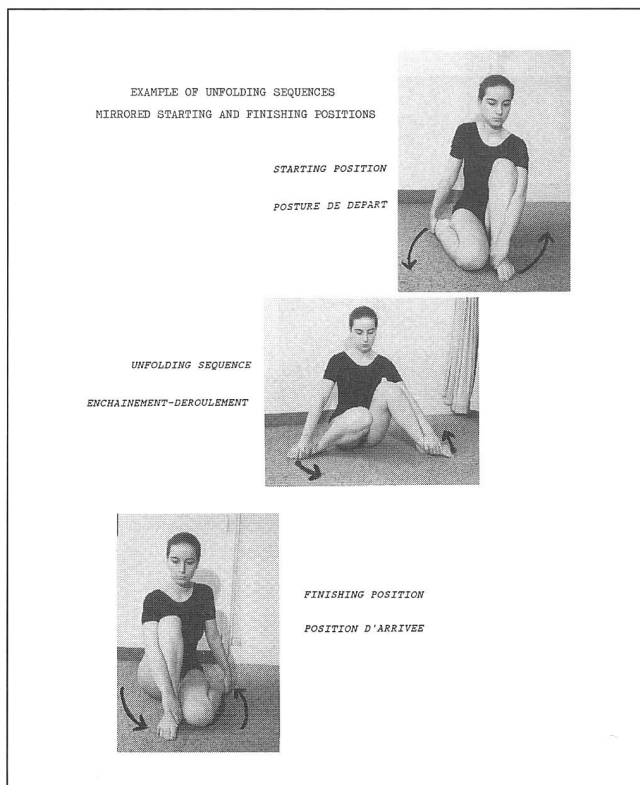 EXAMPLE OF UNFOLDING SEQUENCES
MIRRORED STARTING AND FINISHING POSITIONS
STARTING POSITION
POSTURE DE DEPART
UNFOLDING SEQUENCE
ENCHAINEMENT-DEROULEMENT
FINISHING POSITION
POSITION D'ARRIVEE